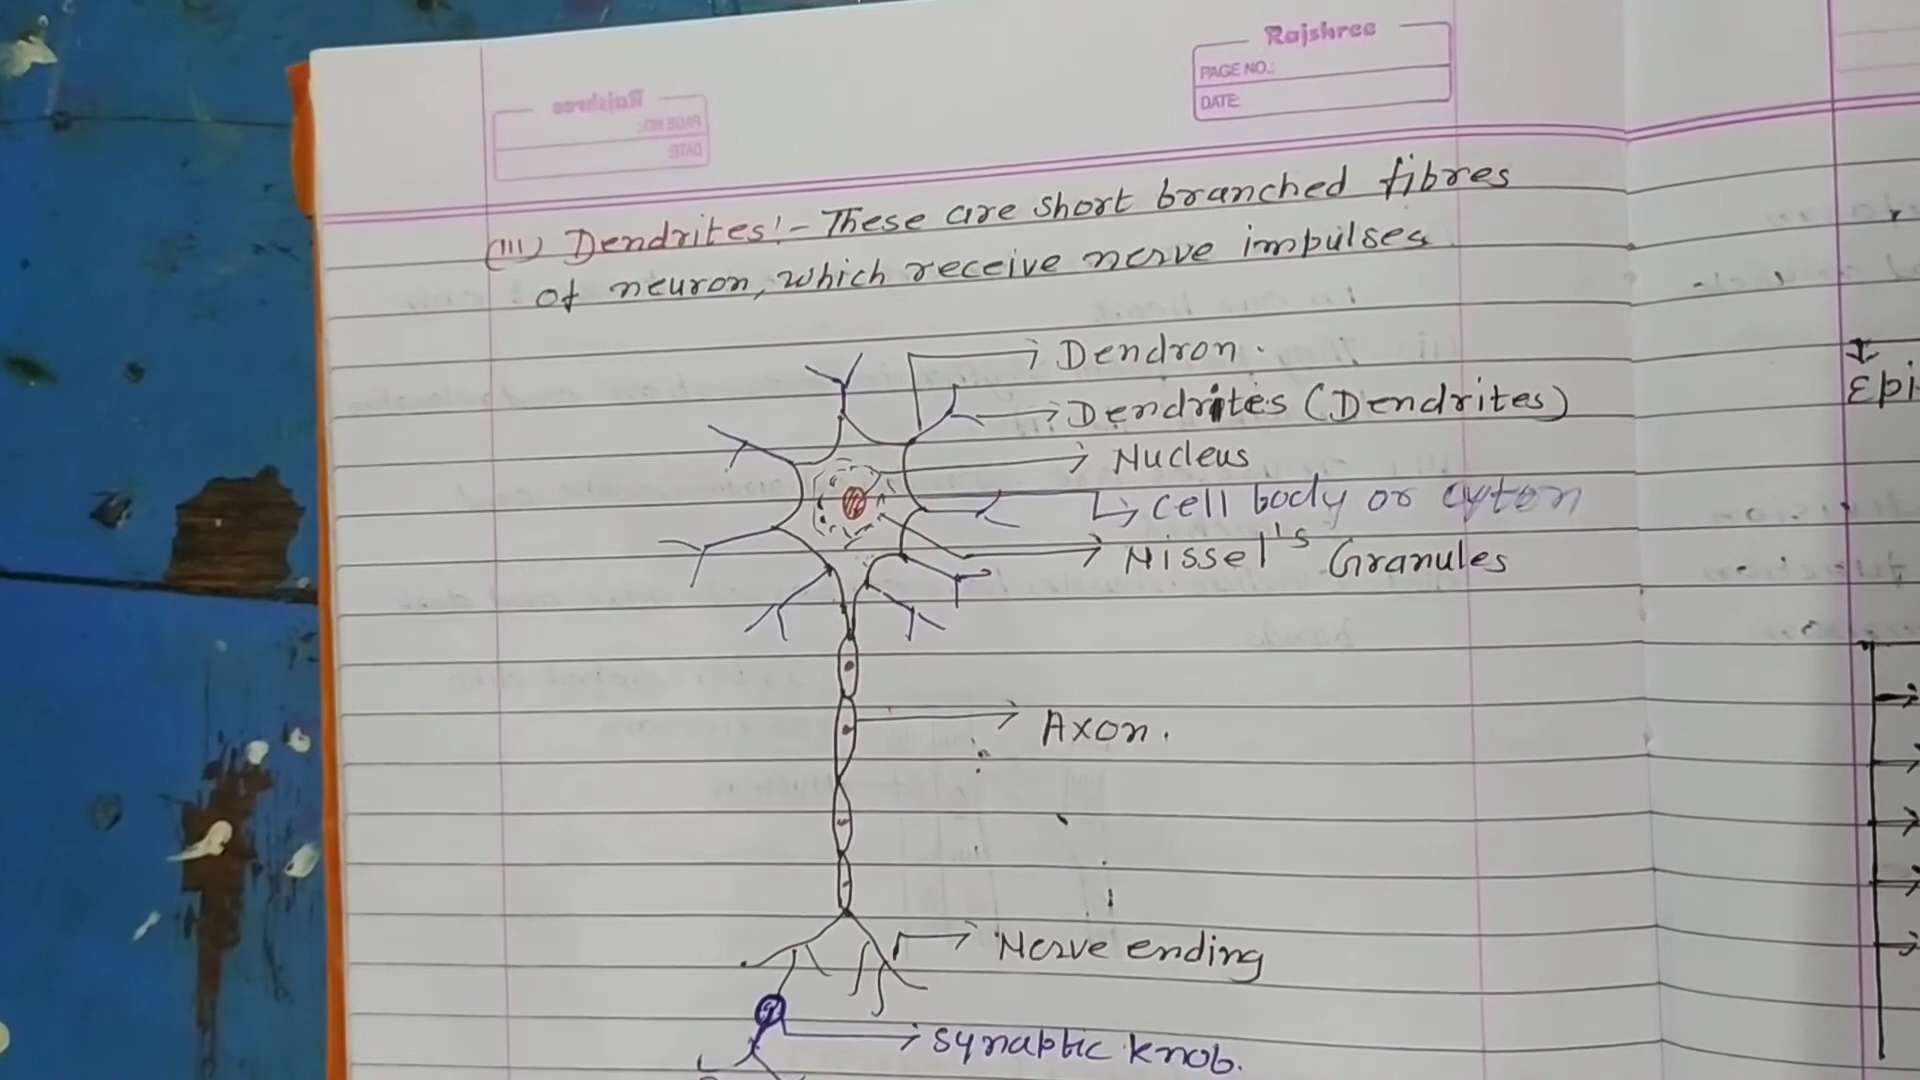 Rajshree
PAGE NO.:
DATE:
(III) Dendrites:- These are short branched fibres
of neuron, which receive nerve impulses
Dendron.
Dendrites (Dendrites)
Nucleus
cell body or cyton
Nissel's Granules
Axon.
Nerve ending
synaptic knob.
Epi